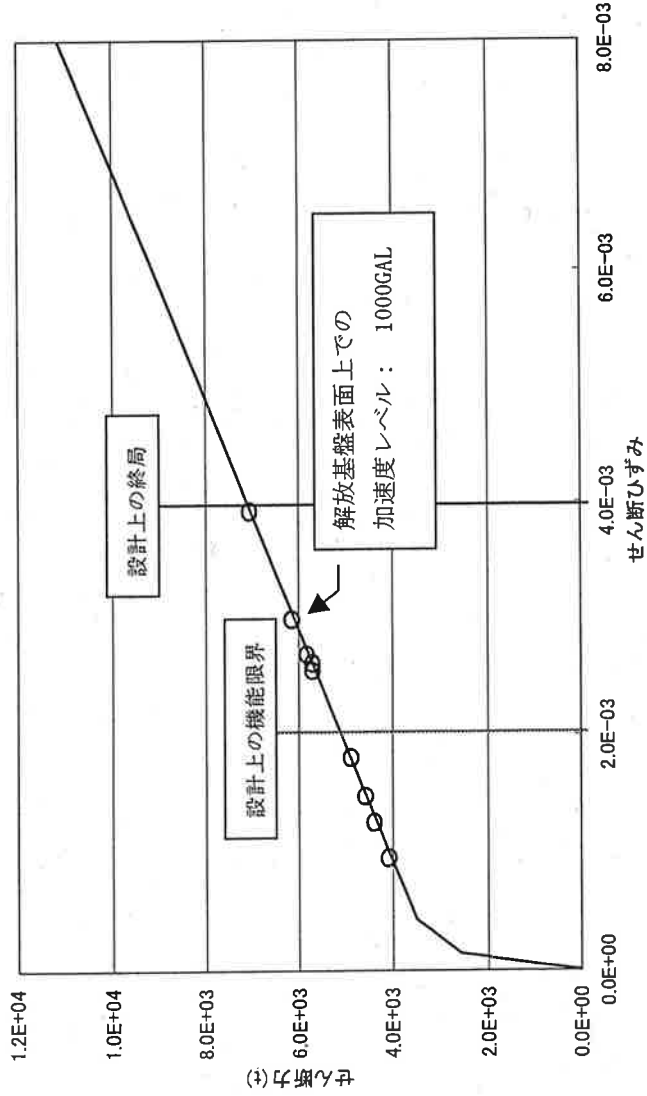 1.2E+04
1.0E+04
8.0E+03
6.0E+03
4.0E+03
2.0E+03
0.0E+00
せん断力(t)
設計上の終局
設計上の機能限界
解放基盤表面上での
加速度レベル： 1000GAL
0.0E+00
2.0E-03
4.0E-03
6.0E-03
8.0E-03
せん断ひずみ